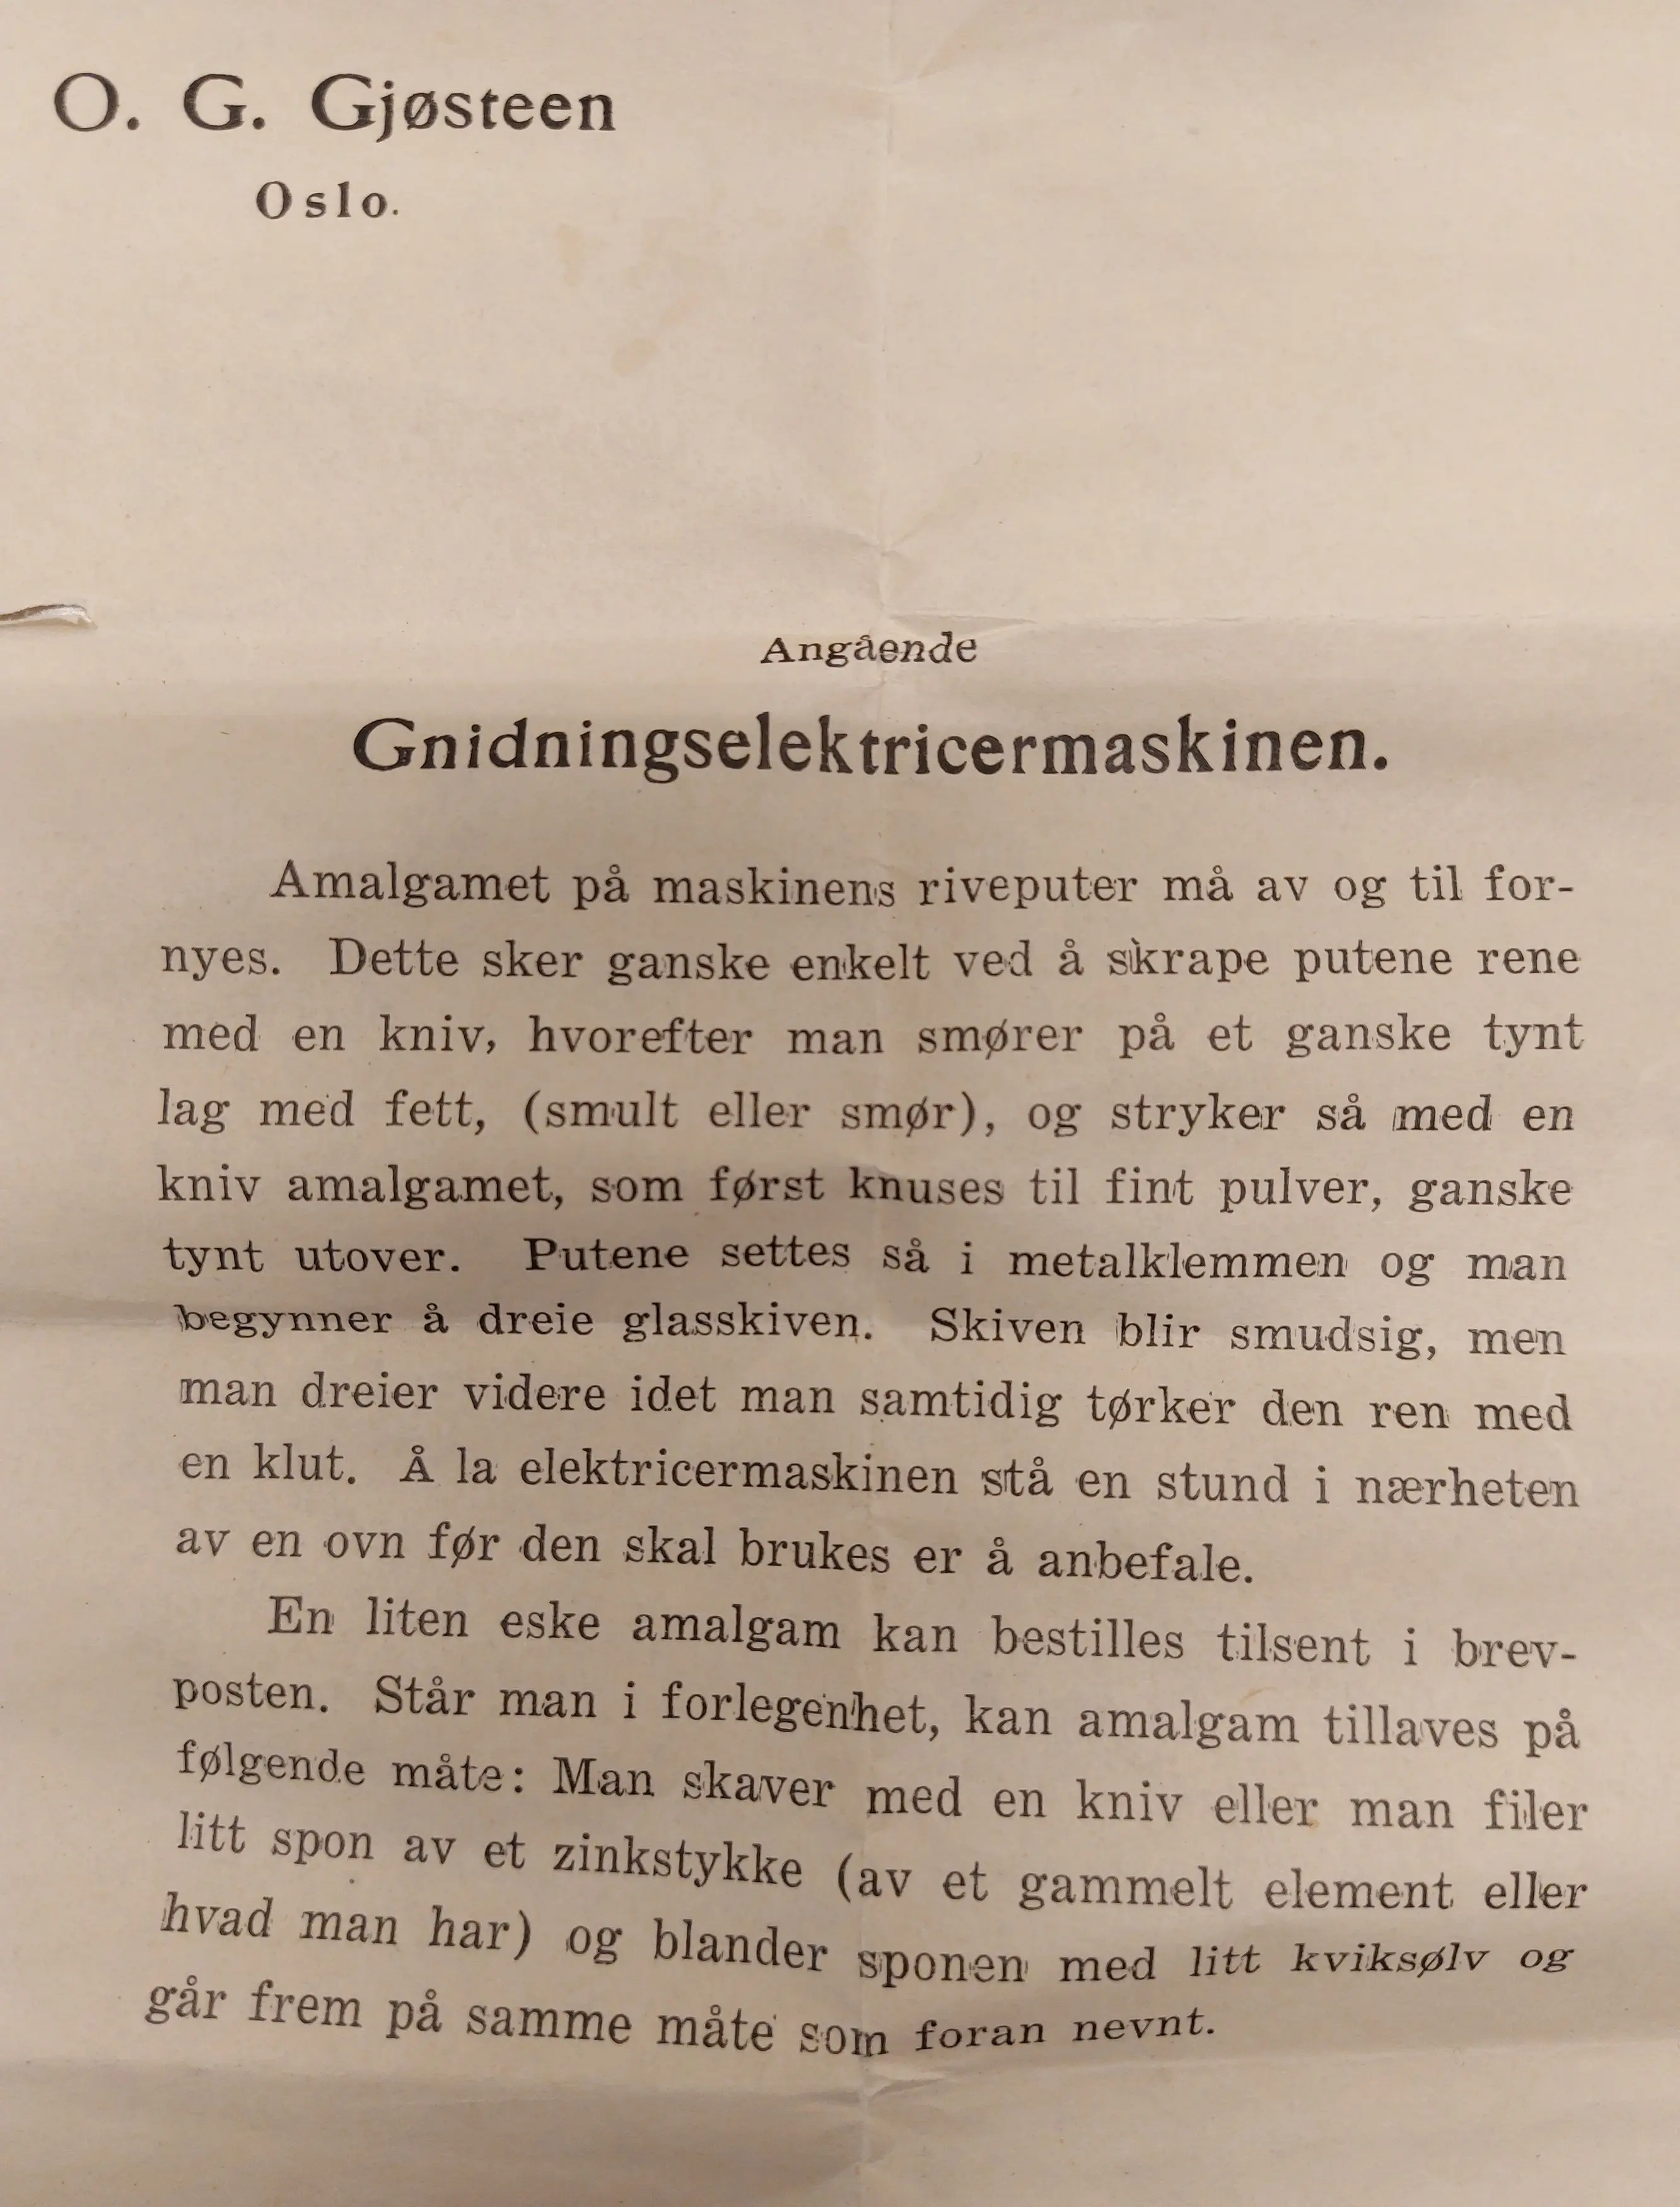 O. G. Gjøsteen
Oslo.
Angående
Gnidningselektricermaskinen.
Amalgamet på maskinens riveputer må av og til for-
nyes. Dette sker ganske enkelt ved å skrape putene rene
med en kniv, hvorefter man smører på et ganske tynt
lag med fett, (smult eller smør), og stryker så med en
kniv amalgamet, som først knuses til fint pulver, ganske
tynt utover. Putene settes så i metalklemmen og man
begynner å dreie glasskiven. Skiven blir smudsig, men
man dreier videre idet man samtidig tørker den ren med
en klut. Å la elektricermaskinen stå en stund i nærheten
av en ovn før den skal brukes er å anbefale.
En liten eske amalgam kan bestilles tilsent i brev-
posten. Står man i forlegenhet, kan amalgam tillaves på
følgende måte: Man skaver med en kniv eller man filer
litt spon av et zinkstykke (av et gammelt element eller
hvad man har) og blander sponen med litt kviksølv og
går frem på samme måte som foran nevnt.